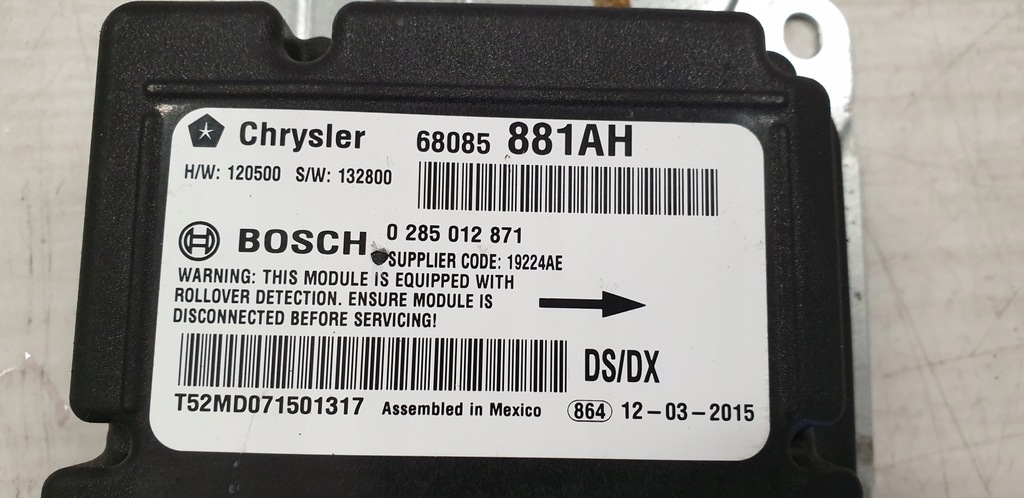 Chrysler 68085 881AH
H/W: 120500 S/W: 132800
BOSCH 0 285 012 871
SUPPLIER CODE: 19224AE
WARNING: THIS MODULE IS EQUIPPED WITH
ROLLOVER DETECTION. ENSURE MODULE IS
DISCONNECTED BEFORE SERVICING!
DS/DX
T52MD071501317 Assembled in Mexico 864 12-03-2015